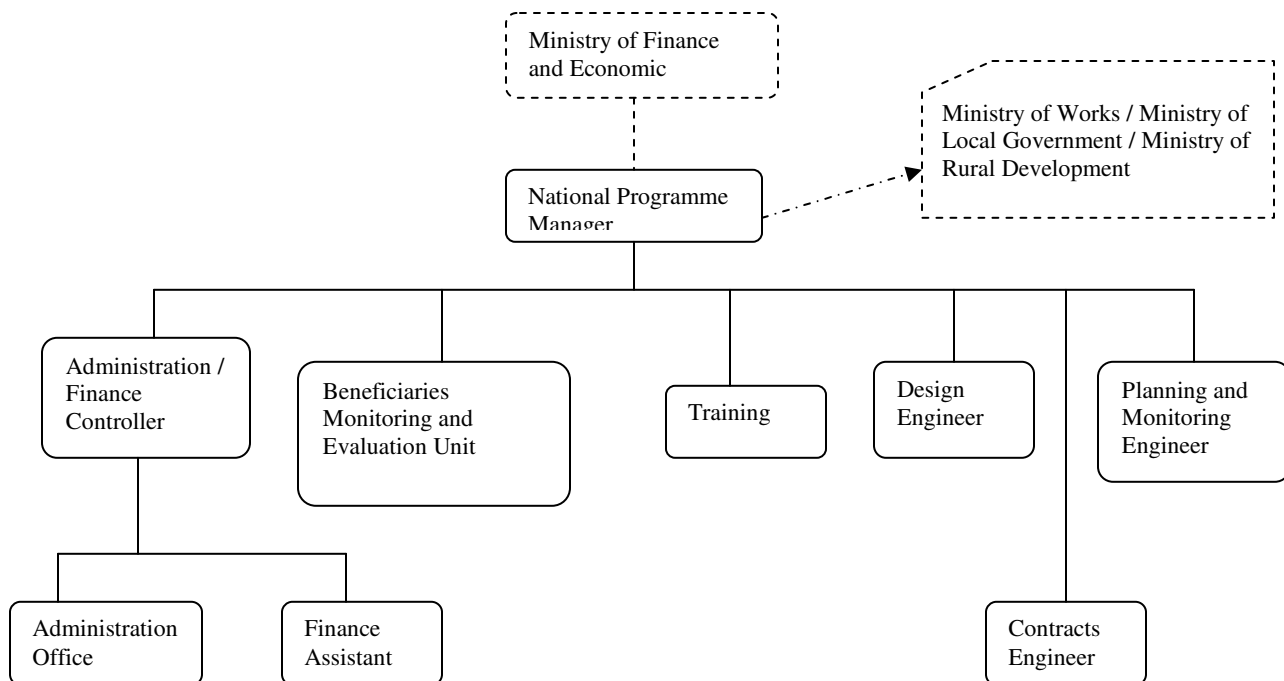 Ministry of Finance
and Economic
Ministry of Works / Ministry of
Local Government / Ministry of
Rural Development
National Programme
Manager
Administration /
Finance
Controller
Beneficiaries
Monitoring and
Evaluation Unit
Training
Design
Engineer
Planning and
Monitoring
Engineer
Administration
Office
Finance
Assistant
Contracts
Engineer